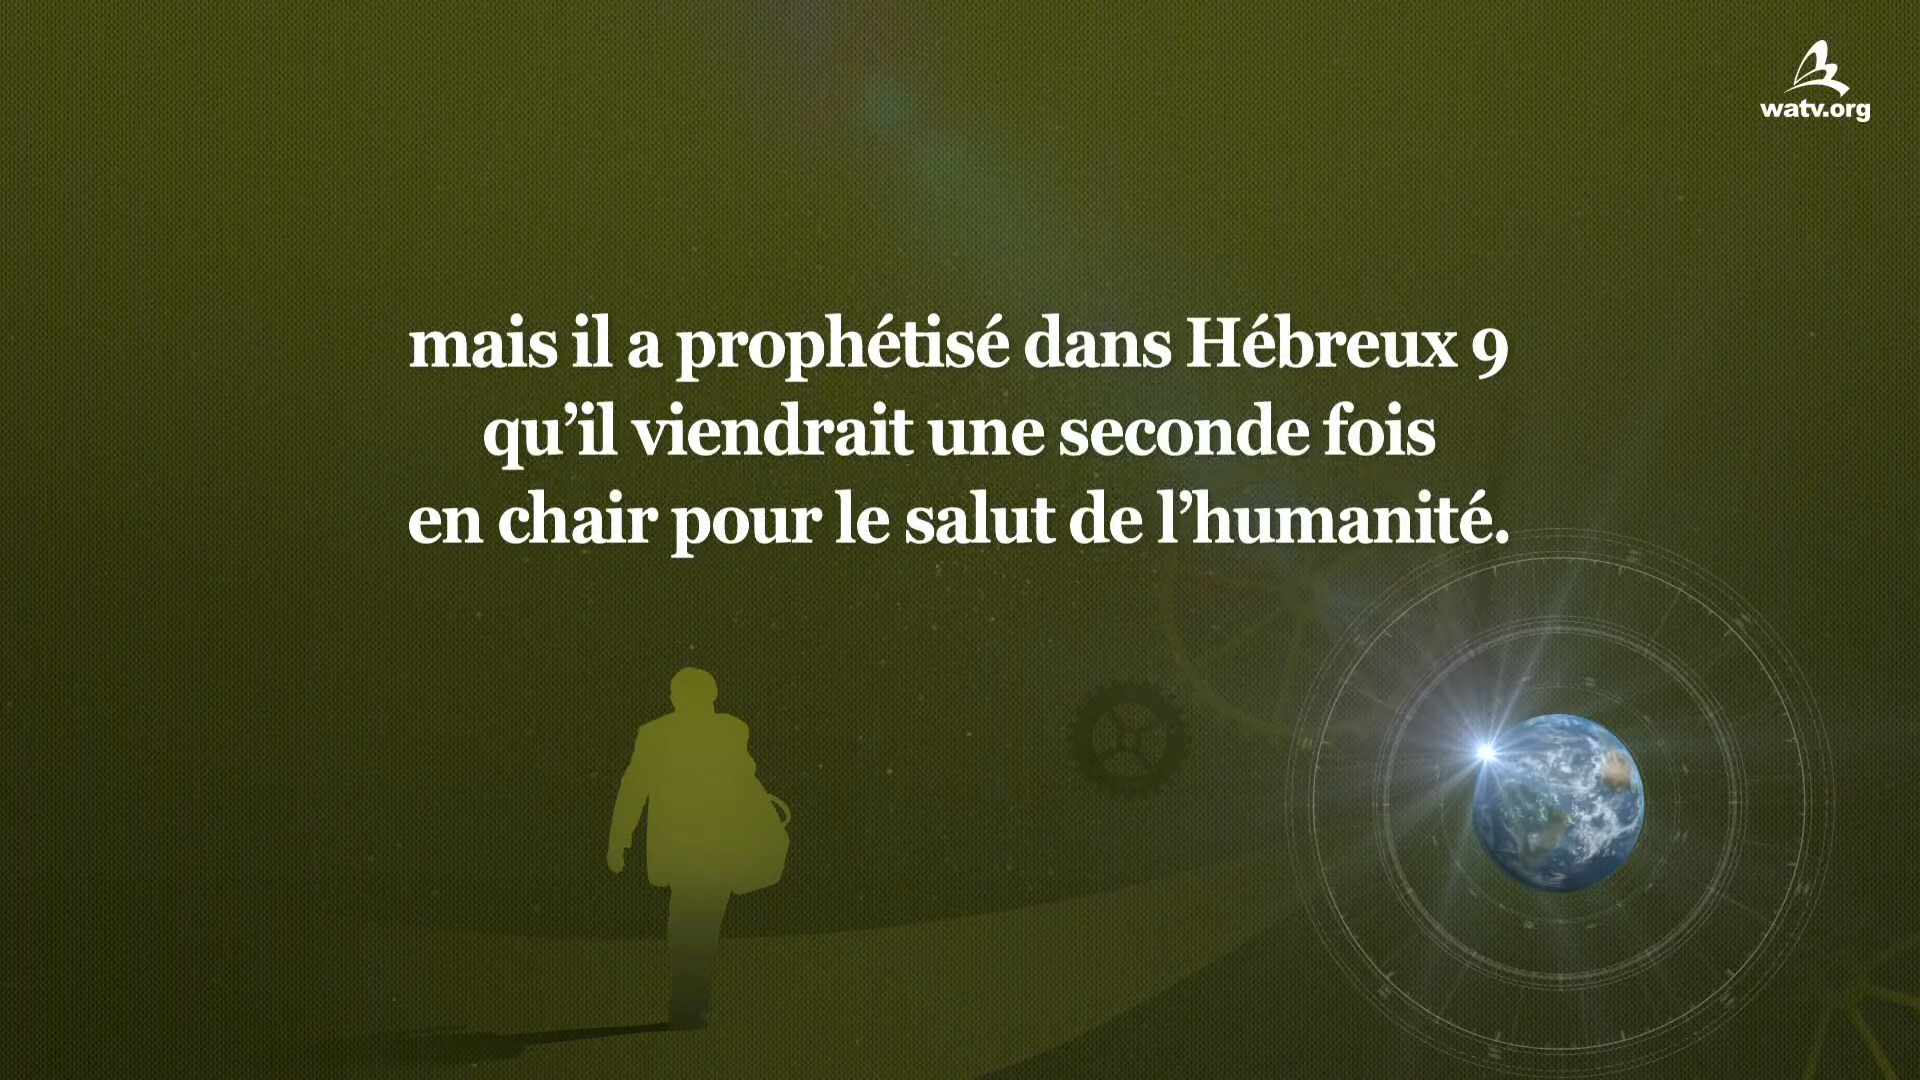 watv.org
mais il a prophétisé dans Hébreux 9
qu’il viendrait une seconde fois
en chair pour le salut de l’humanité.